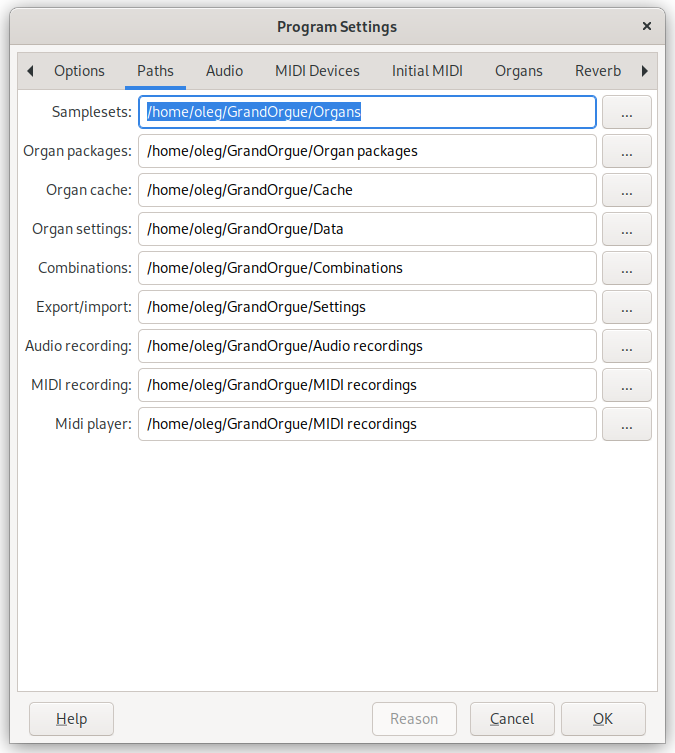 Program Settings ×
Options Paths Audio MIDI Devices Initial MIDI Organs Reverb
Samplesets: /home/oleg/GrandOrgue/Organs ...
Organ packages: /home/oleg/GrandOrgue/Organ packages ...
Organ cache: /home/oleg/GrandOrgue/Cache ...
Organ settings: /home/oleg/GrandOrgue/Data ...
Combinations: /home/oleg/GrandOrgue/Combinations ...
Export/import: /home/oleg/GrandOrgue/Settings ...
Audio recording: /home/oleg/GrandOrgue/Audio recordings ...
MIDI recording: /home/oleg/GrandOrgue/MIDI recordings ...
Midi player: /home/oleg/GrandOrgue/MIDI recordings ...
Help Reason Cancel OK